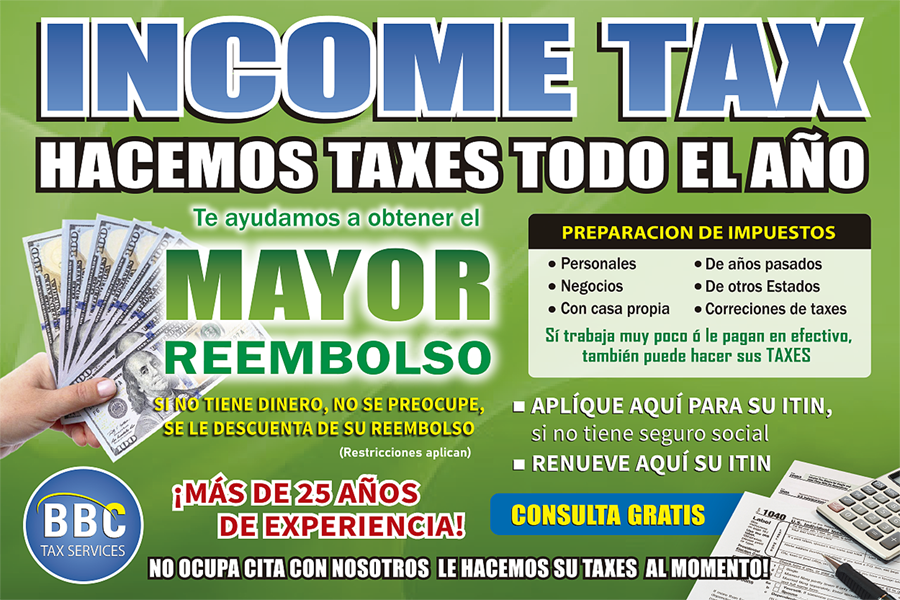 INCOME TAX
HACEMOS TAXES TODO EL AÑO
Te ayudamos a obtener el
MAYOR
REEMBOLSO
SI NO TIENE DINERO, NO SE PREOCUPE,
SE LE DESCUENTA DE SU REEMBOLSO
(Restricciones aplican)
PREPARACION DE IMPUESTOS
• Personales
• Negocios
• Con casa propia
• De años pasados
• De otros Estados
• Correciones de taxes
Sí trabaja muy poco ó le pagan en efectivo,
también puede hacer sus TAXES
■ APLÍQUE AQUÍ PARA SU ITIN,
si no tiene seguro social
■ RENUEVE AQUÍ SU ITIN
¡MÁS DE 25 AÑOS
DE EXPERIENCIA!
CONSULTA GRATIS
BBC
TAX SERVICES
NO OCUPA CITA CON NOSOTROS LE HACEMOS SU TAXES AL MOMENTO!
1040
Label
100